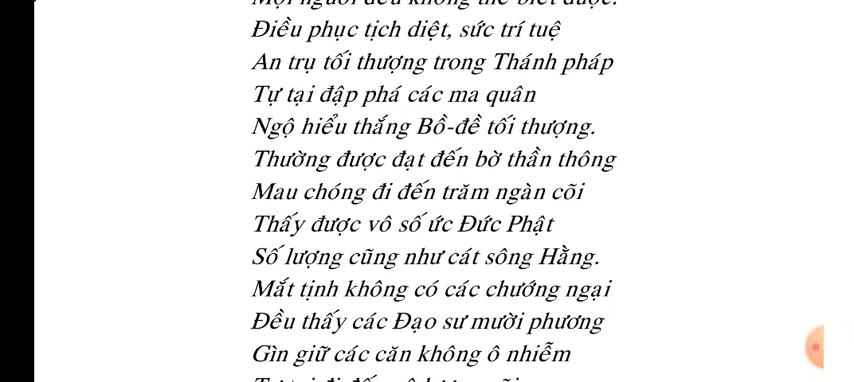 Điều phục tịch diệt, sức trí tuệ
An trụ tối thượng trong Thánh pháp
Tự tại đập phá các ma quân
Ngộ hiểu thắng Bồ-đề tối thượng.
Thường được đạt đến bờ thần thông
Mau chóng đi đến trăm ngàn cõi
Thấy được vô số ức Đức Phật
Số lượng cũng như cát sông Hằng.
Mắt tịnh không có các chướng ngại
Đều thấy các Đạo sư mười phương
Gìn giữ các căn không ô nhiễm